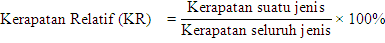 Kerapatan Relatif (KR) = Kerapatan suatu jenis / Kerapatan seluruh jenis × 100%